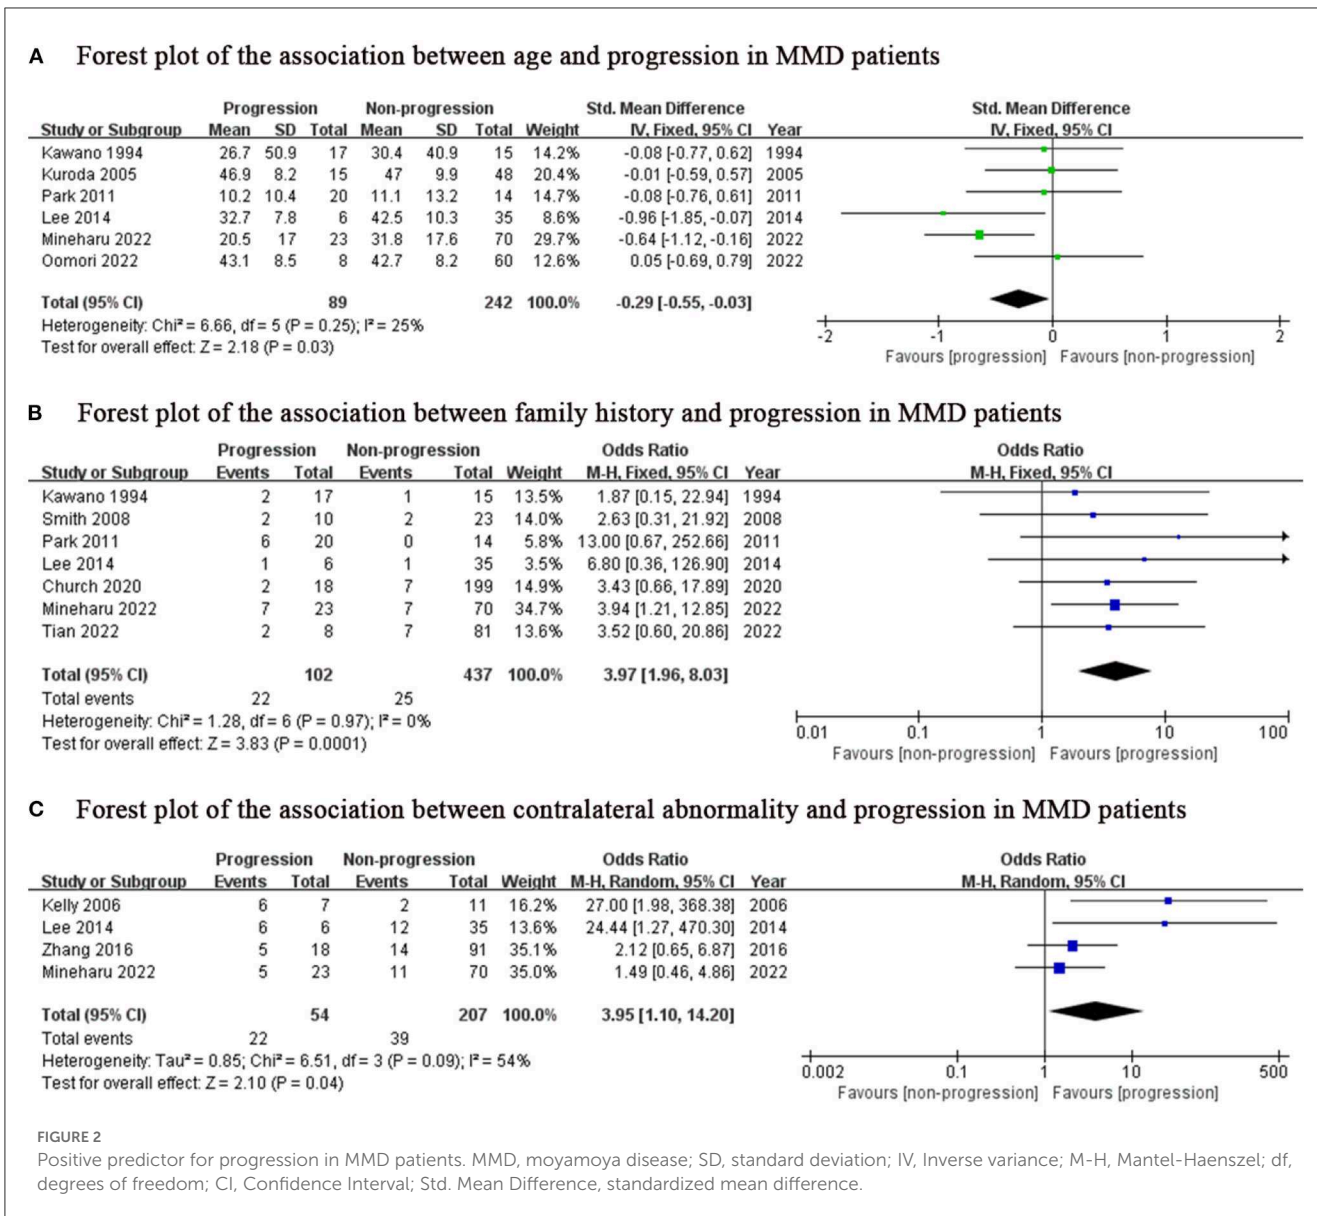 A Forest plot of the association between age and progression in MMD patients
Progression Non-progression Std. Mean Difference Std. Mean Difference
Study or Subgroup Mean SD Total Mean SD Total Weight IV, Fixed, 95% CI Year IV, Fixed, 95% CI
Kawano 1994 26.7 50.9 17 30.4 40.9 15 14.2% -0.08 [-0.77, 0.62] 1994
Kuroda 2005 46.9 8.2 15 47 9.9 48 20.4% -0.01 [-0.59, 0.57] 2005
Park 2011 10.2 10.4 20 11.1 13.2 14 14.7% -0.08 [-0.76, 0.61] 2011
Lee 2014 32.7 7.8 6 42.5 10.3 35 8.6% -0.96 [-1.85, -0.07] 2014
Mineharu 2022 20.5 17 23 31.8 17.6 70 29.7% -0.64 [-1.12, -0.16] 2022
Oomori 2022 43.1 8.5 8 42.7 8.2 60 12.6% 0.05 [-0.69, 0.79] 2022
Total (95% CI) 89 242 100.0% -0.29 [-0.55, -0.03]
Heterogeneity: Chi² = 6.66, df = 5 (P = 0.25); I² = 25%
Test for overall effect: Z = 2.18 (P = 0.03)
-2 -1 0 1 2
Favours [progression] Favours [non-progression]
B Forest plot of the association between family history and progression in MMD patients
Progression Non-progression Odds Ratio Odds Ratio
Study or Subgroup Events Total Events Total Weight M-H, Fixed, 95% CI Year M-H, Fixed, 95% CI
Kawano 1994 2 17 1 15 13.5% 1.87 [0.15, 22.94] 1994
Smith 2008 2 10 2 23 14.0% 2.63 [0.31, 21.92] 2008
Park 2011 6 20 0 14 5.8% 13.00 [0.67, 252.66] 2011
Lee 2014 1 6 1 35 3.5% 6.80 [0.36, 126.90] 2014
Church 2020 2 18 7 199 14.9% 3.43 [0.66, 17.89] 2020
Mineharu 2022 7 23 7 70 34.7% 3.94 [1.21, 12.85] 2022
Tian 2022 2 8 7 81 13.6% 3.52 [0.60, 20.86] 2022
Total (95% CI) 102 437 100.0% 3.97 [1.96, 8.03]
Total events 22 25
Heterogeneity: Chi² = 1.28, df = 6 (P = 0.97); I² = 0%
Test for overall effect: Z = 3.83 (P = 0.0001)
0.01 0.1 1 10 100
Favours [non-progression] Favours [progression]
C Forest plot of the association between contralateral abnormality and progression in MMD patients
Progression Non-progression Odds Ratio Odds Ratio
Study or Subgroup Events Total Events Total Weight M-H, Random, 95% CI Year M-H, Random, 95% CI
Kelly 2006 6 7 2 11 16.2% 27.00 [1.98, 368.38] 2006
Lee 2014 6 6 12 35 13.6% 24.44 [1.27, 470.30] 2014
Zhang 2016 5 18 14 91 35.1% 2.12 [0.65, 6.87] 2016
Mineharu 2022 5 23 11 70 35.0% 1.49 [0.46, 4.86] 2022
Total (95% CI) 54 207 100.0% 3.95 [1.10, 14.20]
Total events 22 39
Heterogeneity: Tau² = 0.85; Chi² = 6.51, df = 3 (P = 0.09); I² = 54%
Test for overall effect: Z = 2.10 (P = 0.04)
0.002 0.1 1 10 500
Favours [non-progression] Favours [progression]
FIGURE 2
Positive predictor for progression in MMD patients. MMD, moyamoya disease; SD, standard deviation; IV, Inverse variance; M-H, Mantel-Haenszel; df,
degrees of freedom; CI, Confidence Interval; Std. Mean Difference, standardized mean difference.